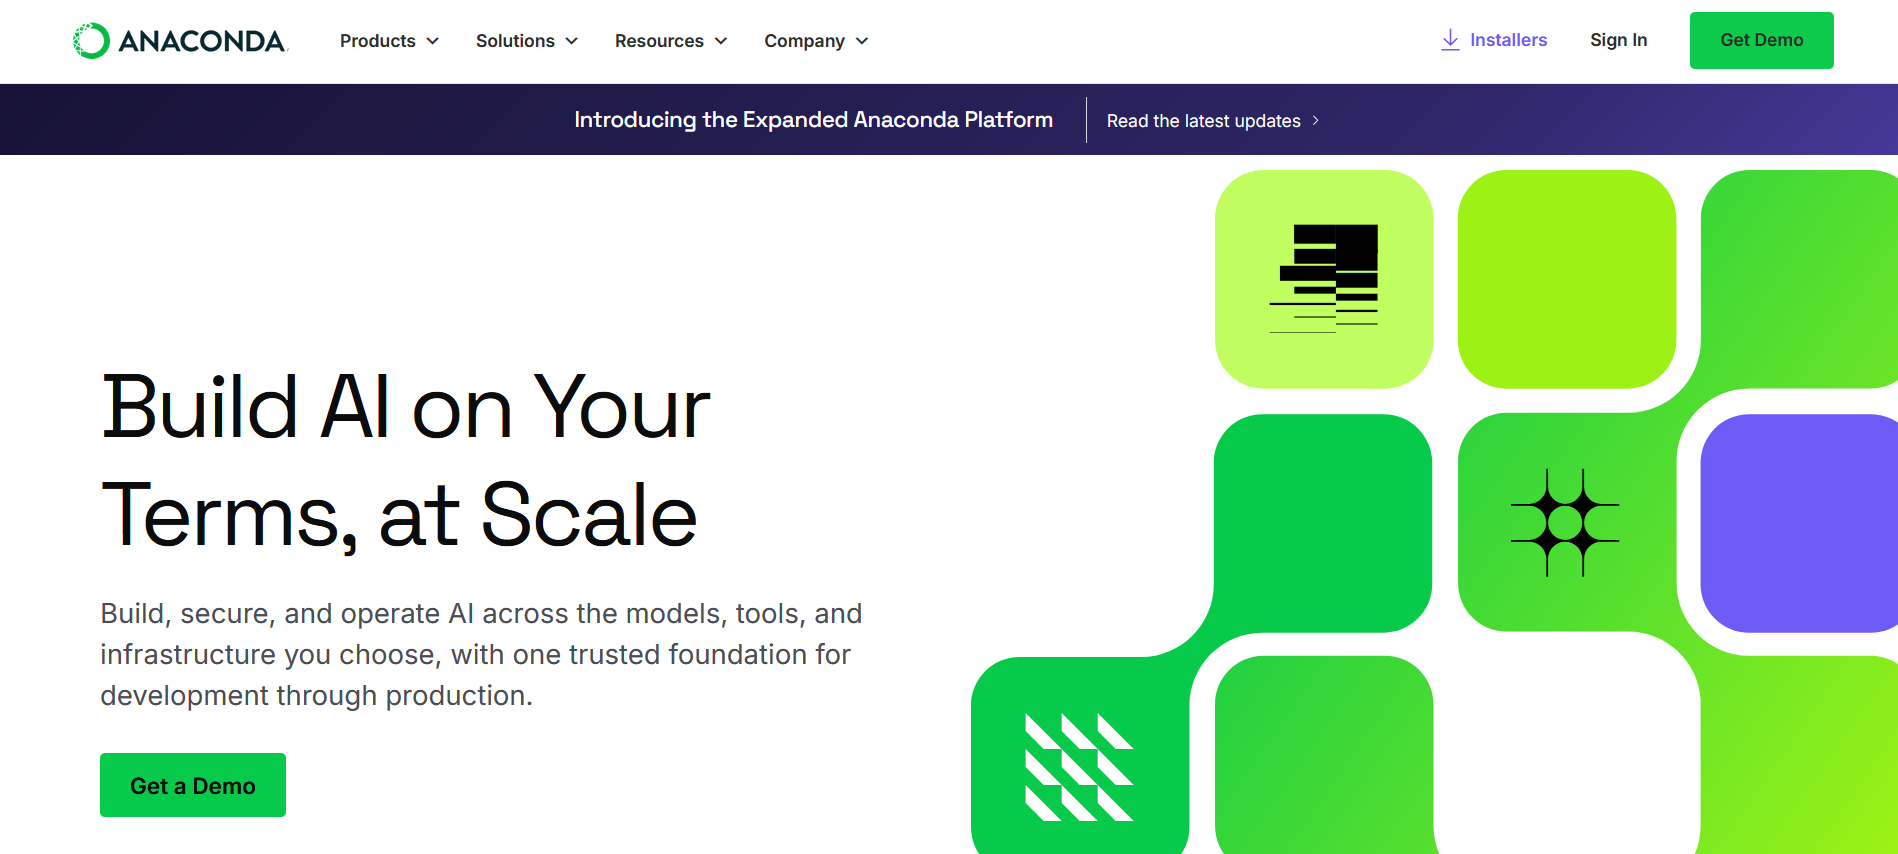 ANACONDA
Products
Solutions
Resources
Company
Installers
Sign In
Get Demo
Introducing the Expanded Anaconda Platform
Read the latest updates
Build AI on Your
Terms, at Scale
Build, secure, and operate AI across the models, tools, and
infrastructure you choose, with one trusted foundation for
development through production.
Get a Demo